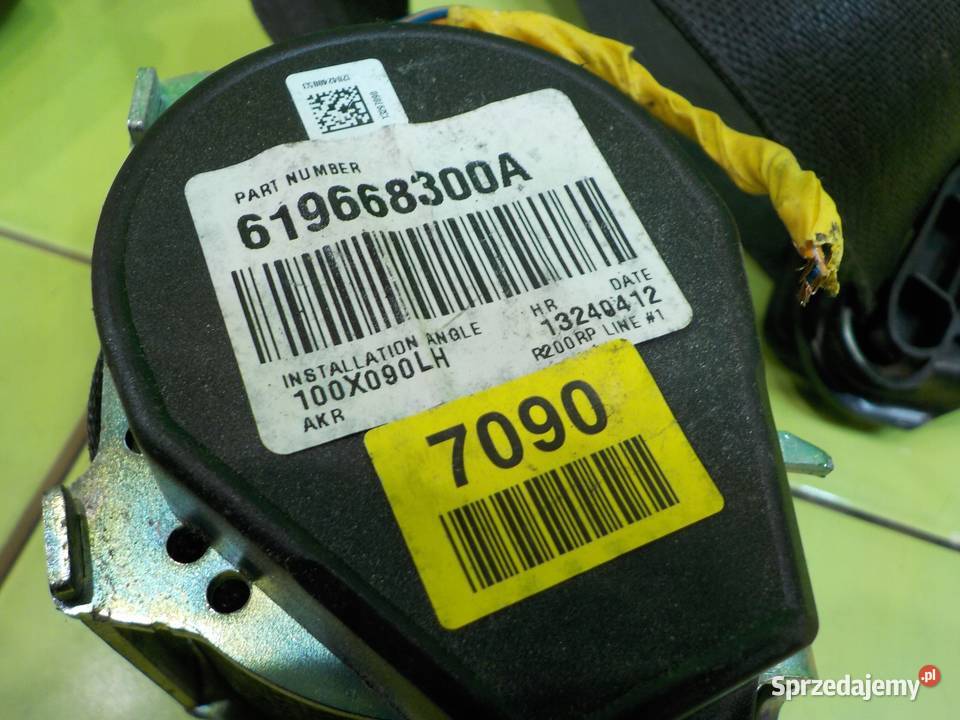 PART NUMBER
619668300A
INSTALLATION ANGLE
100X090LH
AKR
HR DATE
13240412
R200RP LINE #1
7090
Sprzedajemy.pl